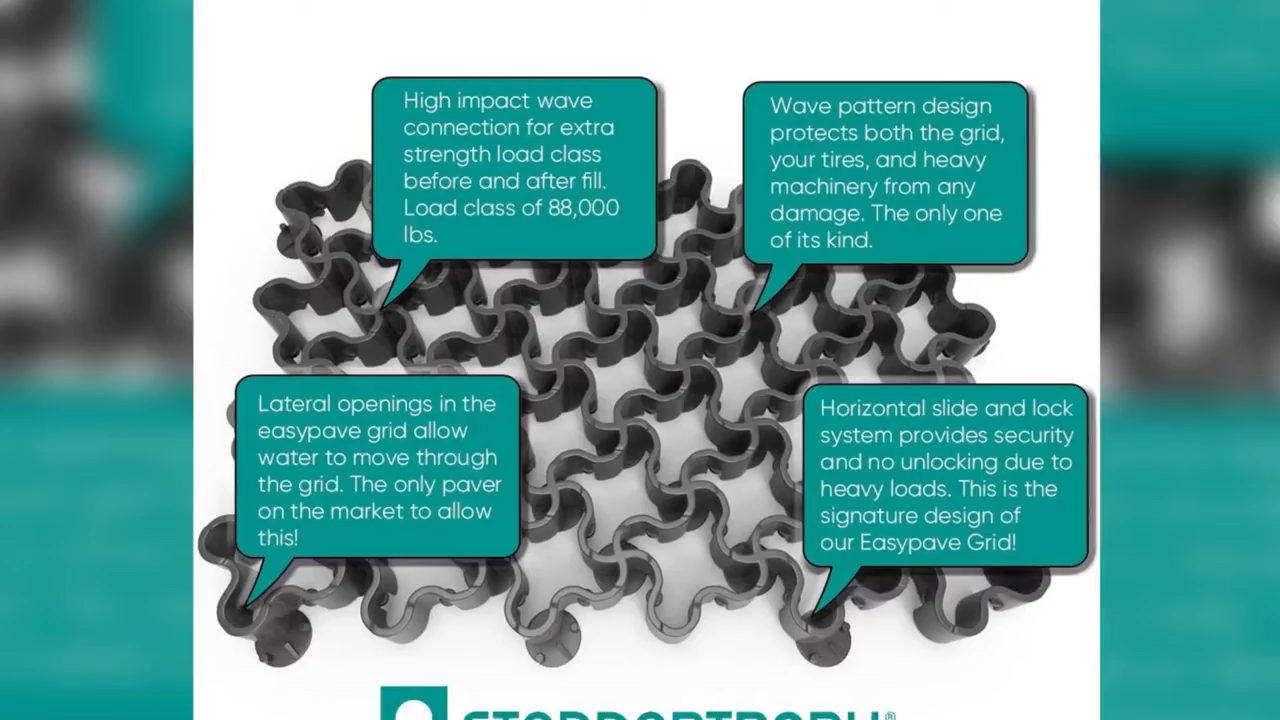 High impact wave
connection for extra
strength load class
before and after fill.
Load class of 88,000
lbs.
Wave pattern design
protects both the grid,
your tires, and heavy
machinery from any
damage. The only one
of its kind.
Lateral openings in the
easypave grid allow
water to move through
the grid. The only paver
on the market to allow
this!
Horizontal slide and lock
system provides security
and no unlocking due to
heavy loads. This is the
signature design of
our Easypave Grid!